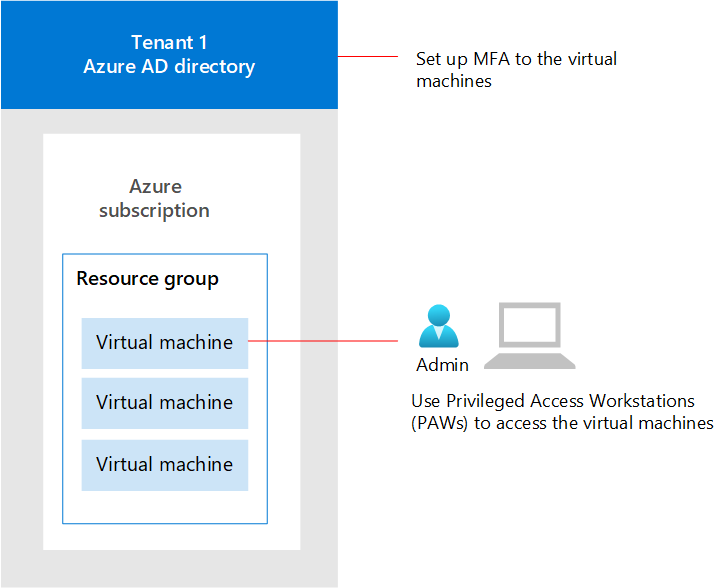 Tenant 1
Azure AD directory
Set up MFA to the virtual
machines
Azure
subscription
Resource group
Virtual machine
Virtual machine
Virtual machine
Admin
Use Privileged Access Workstations
(PAWs) to access the virtual machines